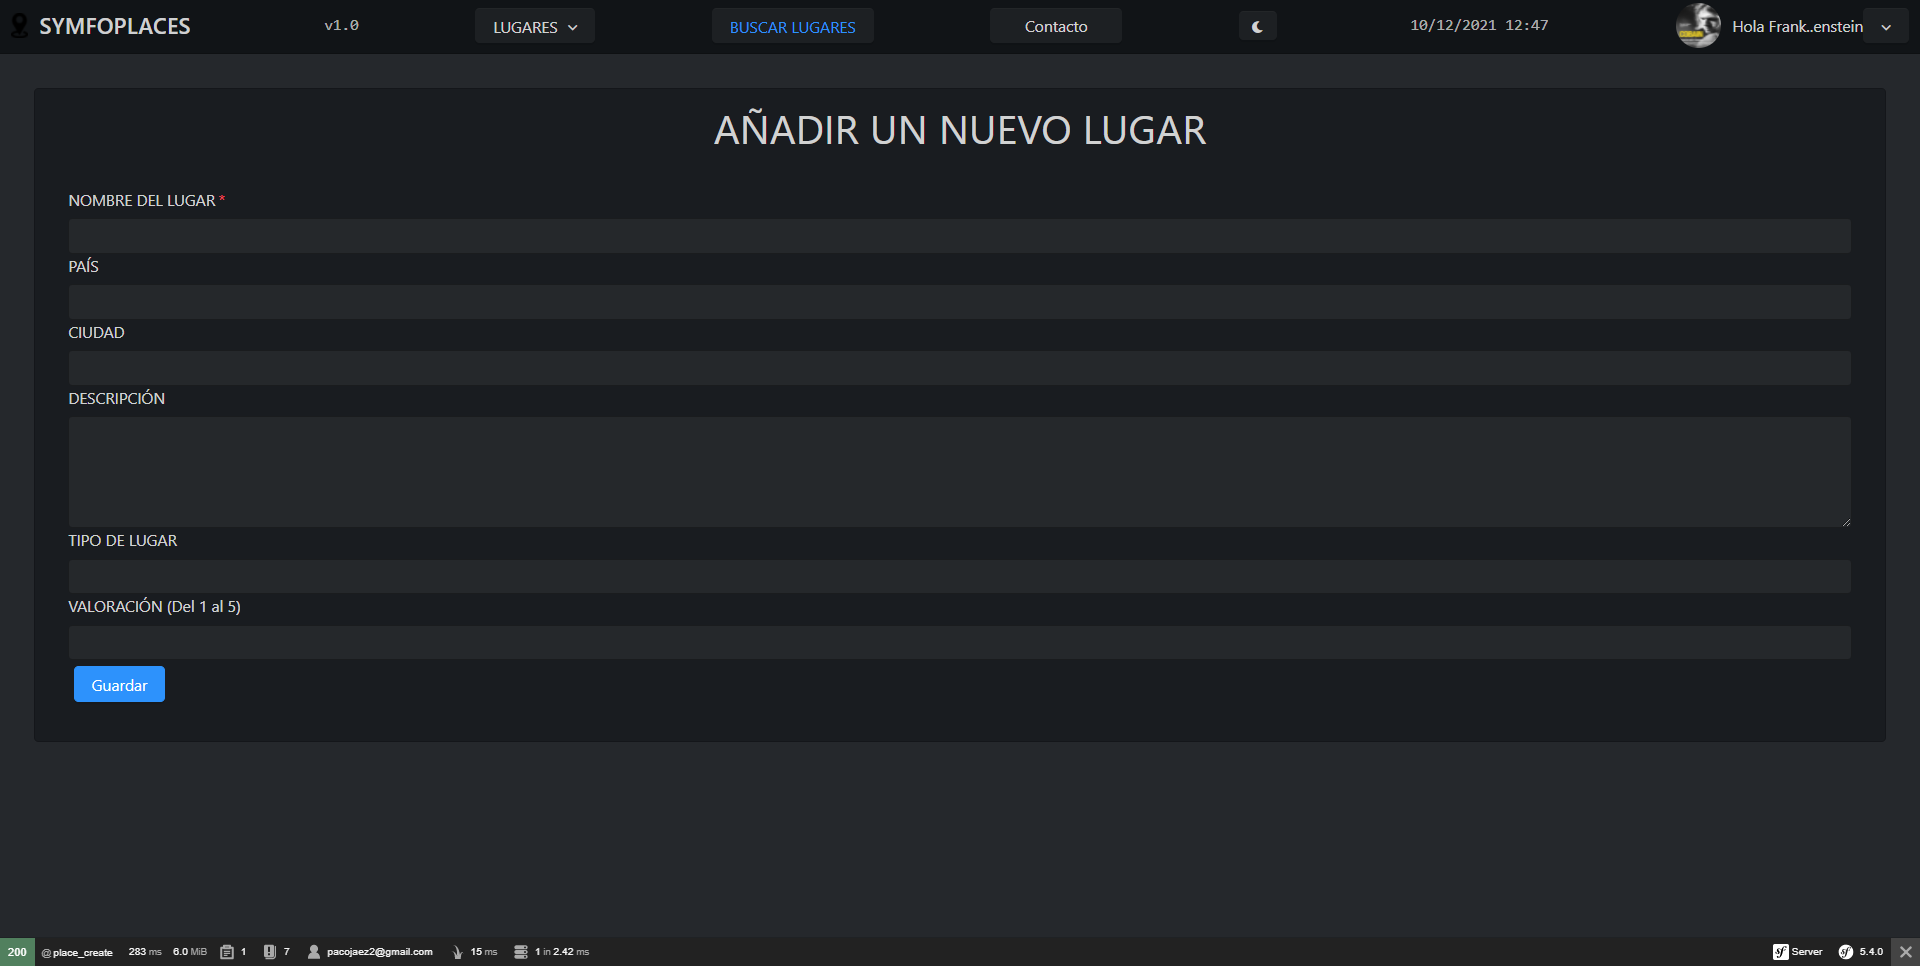 SYMFOPLACES v1.0 LUGARES BUSCAR LUGARES Contacto 10/12/2021 12:47 Hola Frank..enstein
AÑADIR UN NUEVO LUGAR
NOMBRE DEL LUGAR *
PAÍS
CIUDAD
DESCRIPCIÓN
TIPO DE LUGAR
VALORACIÓN (Del 1 al 5)
Guardar
200 @ place_create 283 ms 6.0 MiB 1 7 pacojaez2@gmail.com 15 ms 1 in 2.42 ms sf Server sf 5.4.0